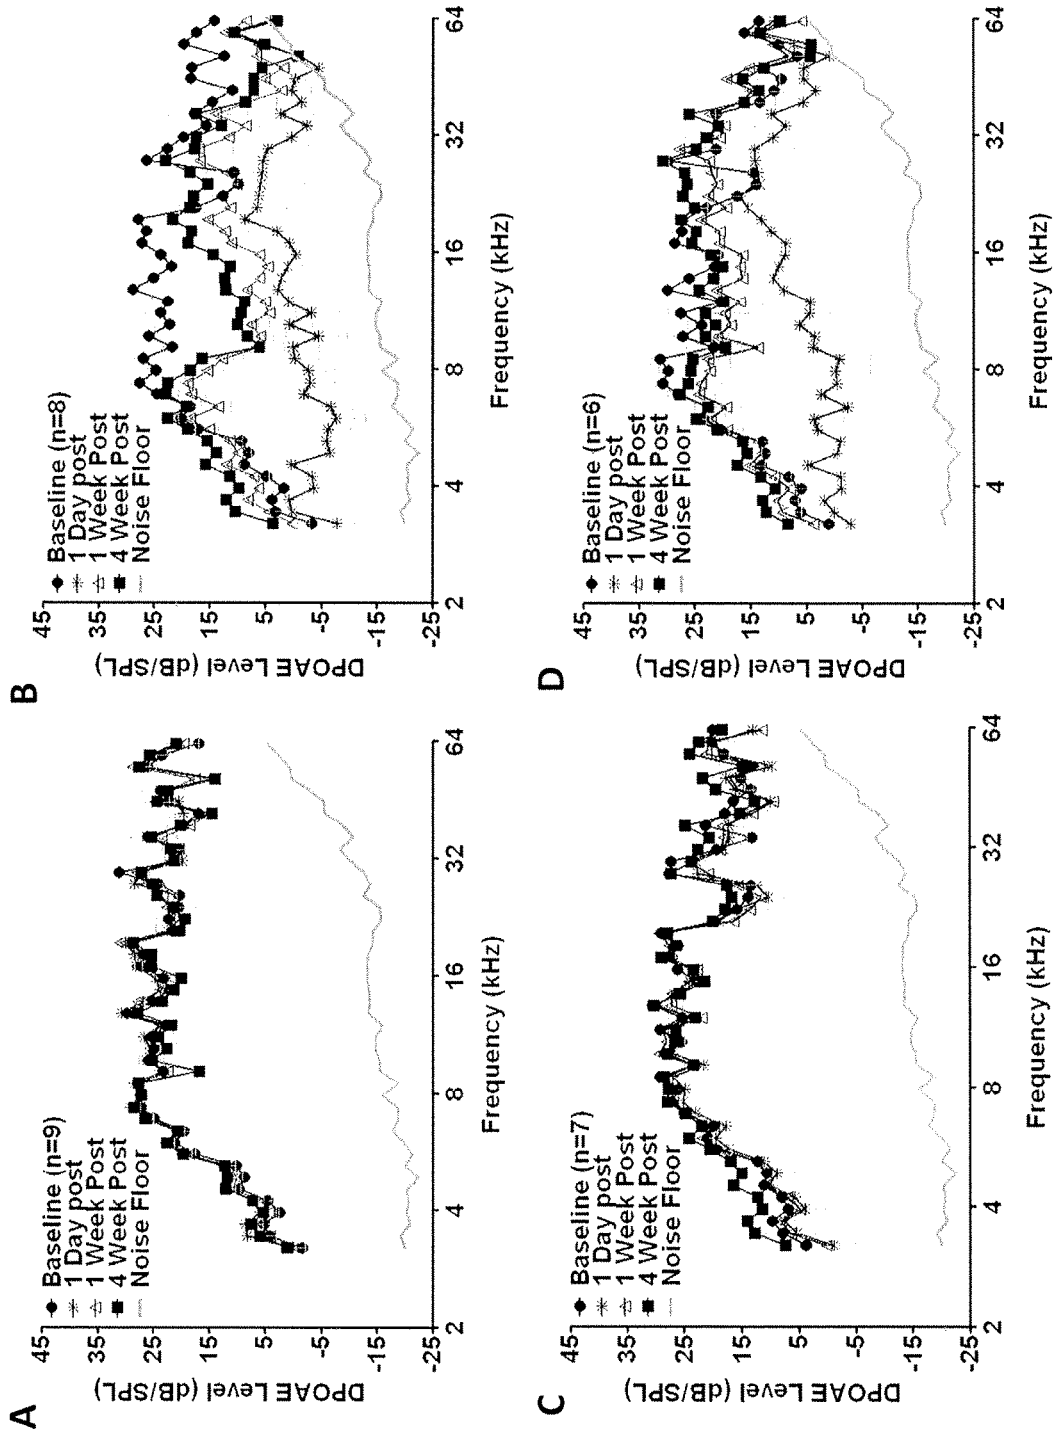 A
45
35
25
15
5
-5
-15
-25
DPOAE Level (dB/SPL)
Baseline (n=9)
1 Day post
1 Week Post
4 Week Post
Noise Floor
2
4
8
16
32
64
Frequency (kHz)
B
45
35
25
15
5
-5
-15
-25
DPOAE Level (dB/SPL)
Baseline (n=8)
1 Day post
1 Week Post
4 Week Post
Noise Floor
2
4
8
16
32
64
Frequency (kHz)
C
45
35
25
15
5
-5
-15
-25
DPOAE Level (dB/SPL)
Baseline (n=7)
1 Day post
1 Week Post
4 Week Post
Noise Floor
2
4
8
16
32
64
Frequency (kHz)
D
45
35
25
15
5
-5
-15
-25
DPOAE Level (dB/SPL)
Baseline (n=6)
1 Day post
1 Week Post
4 Week Post
Noise Floor
2
4
8
16
32
64
Frequency (kHz)